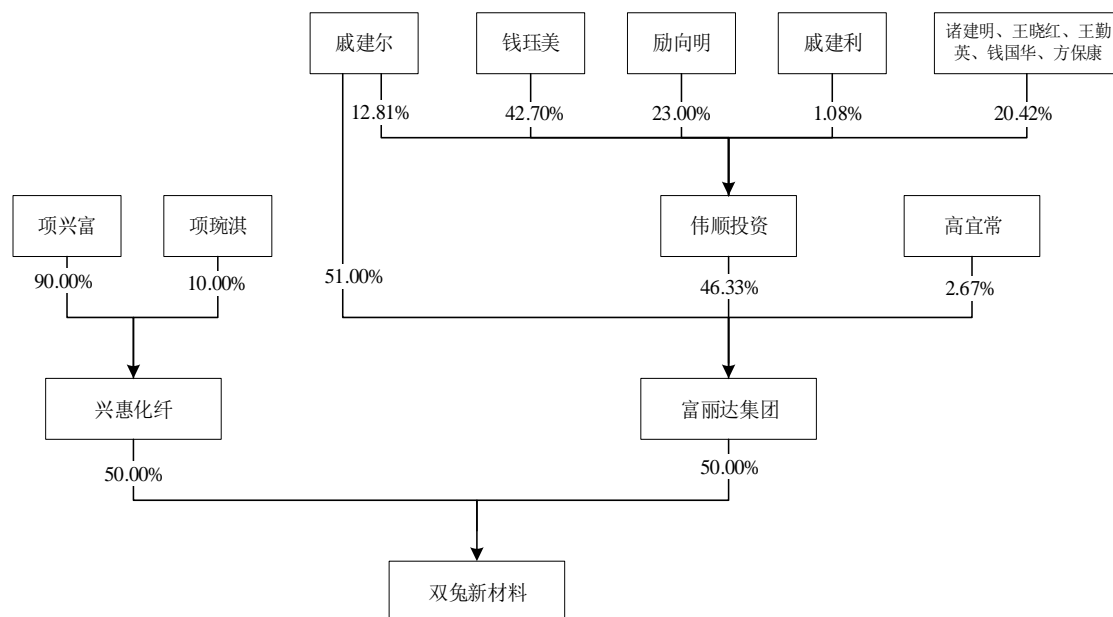 戚建尔
钱珏美
励向明
戚建利
诸建明、王晓红、王勤
英、钱国华、方保康
12.81%
42.70%
23.00%
1.08%
20.42%
项兴富
项琬淇
伟顺投资
高宜常
90.00%
10.00%
51.00%
46.33%
2.67%
兴惠化纤
富丽达集团
50.00%
50.00%
双兔新材料